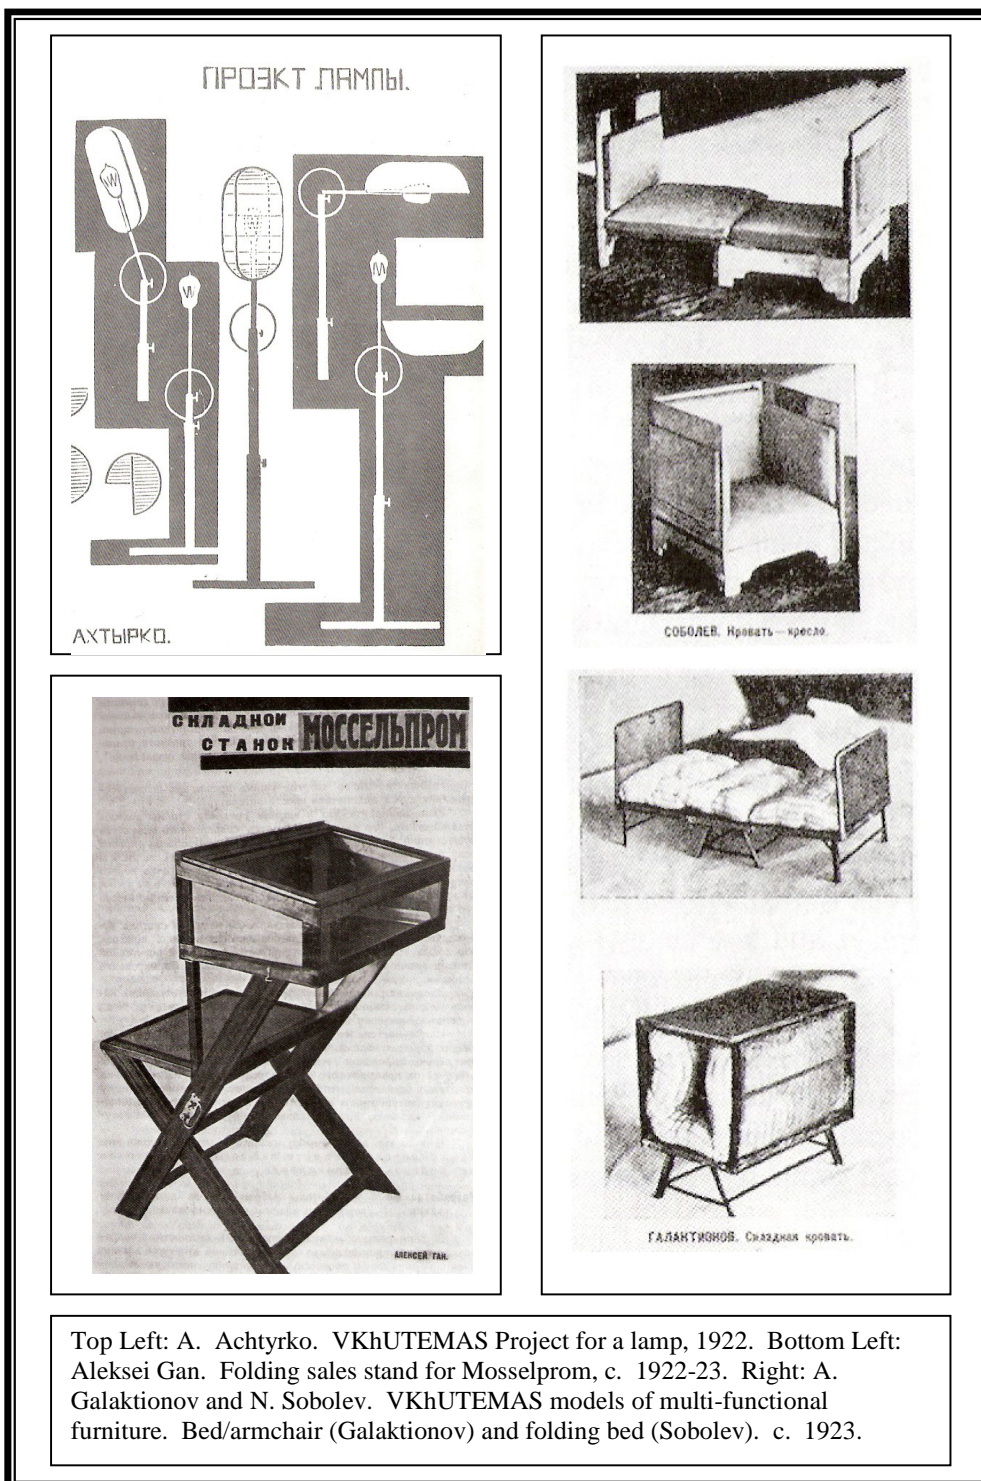 ПРОЭКТ ЛАМПЫ.
АХТЫРКО.
СКЛАДНОЙ
СТАНОК МОССЕЛЬПРОМ
АЛЕКСЕЙ ГАН.
СОБОЛЕВ. Кровать—кресло.
ГАЛАКТИОНОВ. Складная кровать.
Top Left: A. Achtyrko. VKhUTEMAS Project for a lamp, 1922. Bottom Left:
Aleksei Gan. Folding sales stand for Mosselprom, c. 1922-23. Right: A.
Galaktionov and N. Sobolev. VKhUTEMAS models of multi-functional
furniture. Bed/armchair (Galaktionov) and folding bed (Sobolev). c. 1923.